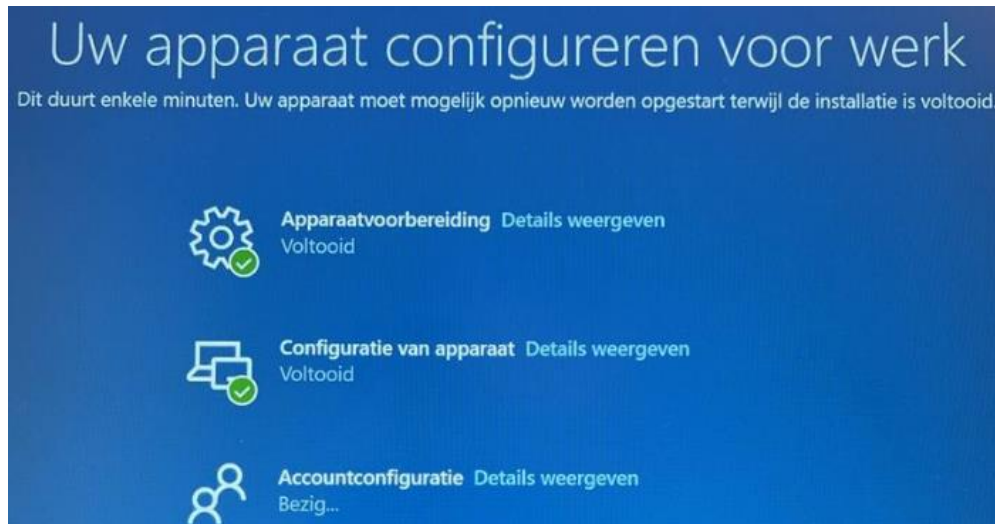 Uw apparaat configureren voor werk
Dit duurt enkele minuten. Uw apparaat moet mogelijk opnieuw worden opgestart terwijl de installatie is voltooid.
Apparaatvoorbereiding Details weergeven
Voltooid
Configuratie van apparaat Details weergeven
Voltooid
Accountconfiguratie Details weergeven
Bezig...